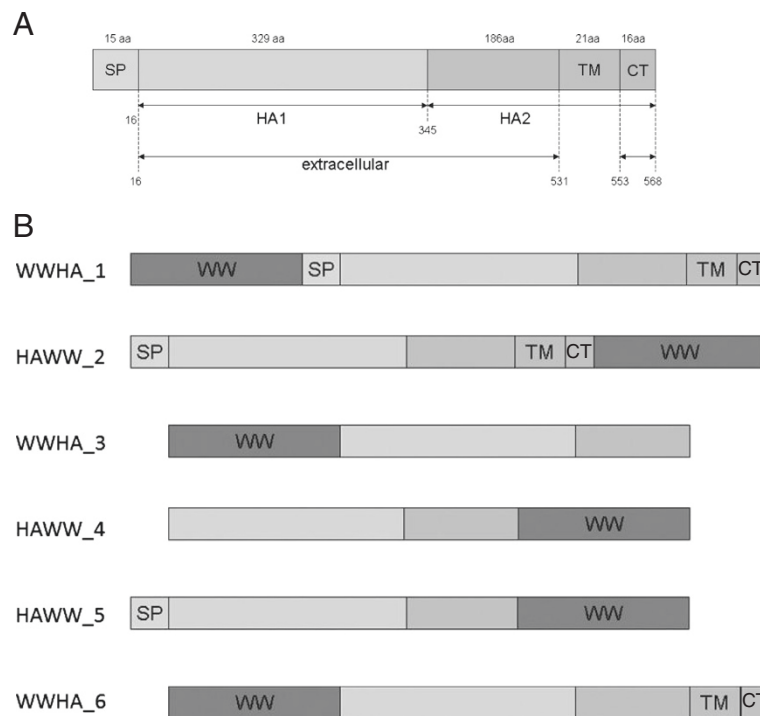 A
15 aa 329 aa 186aa 21aa 16aa
SP TM CT
16 HA1 345 HA2
extracellular
16 531 553 568
B
WWHA_1 WW SP TM CT
HAWW_2 SP TM CT WW
WWHA_3 WW
HAWW_4 WW
HAWW_5 SP WW
WWHA_6 WW TM CT